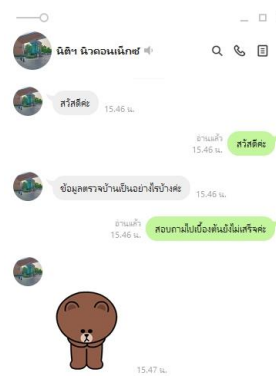 นิติฯ นิวคอนเน็กซ์
สวัสดีค่ะ
15.46 น.
อ่านแล้ว
15.46 น.
สวัสดีค่ะ
ข้อมูลตรวจบ้านเป็นอย่างไรบ้างค่ะ
15.46 น.
อ่านแล้ว
15.46 น.
สอบถามไปเบื้องต้นยังไม่เสร็จค่ะ
15.47 น.